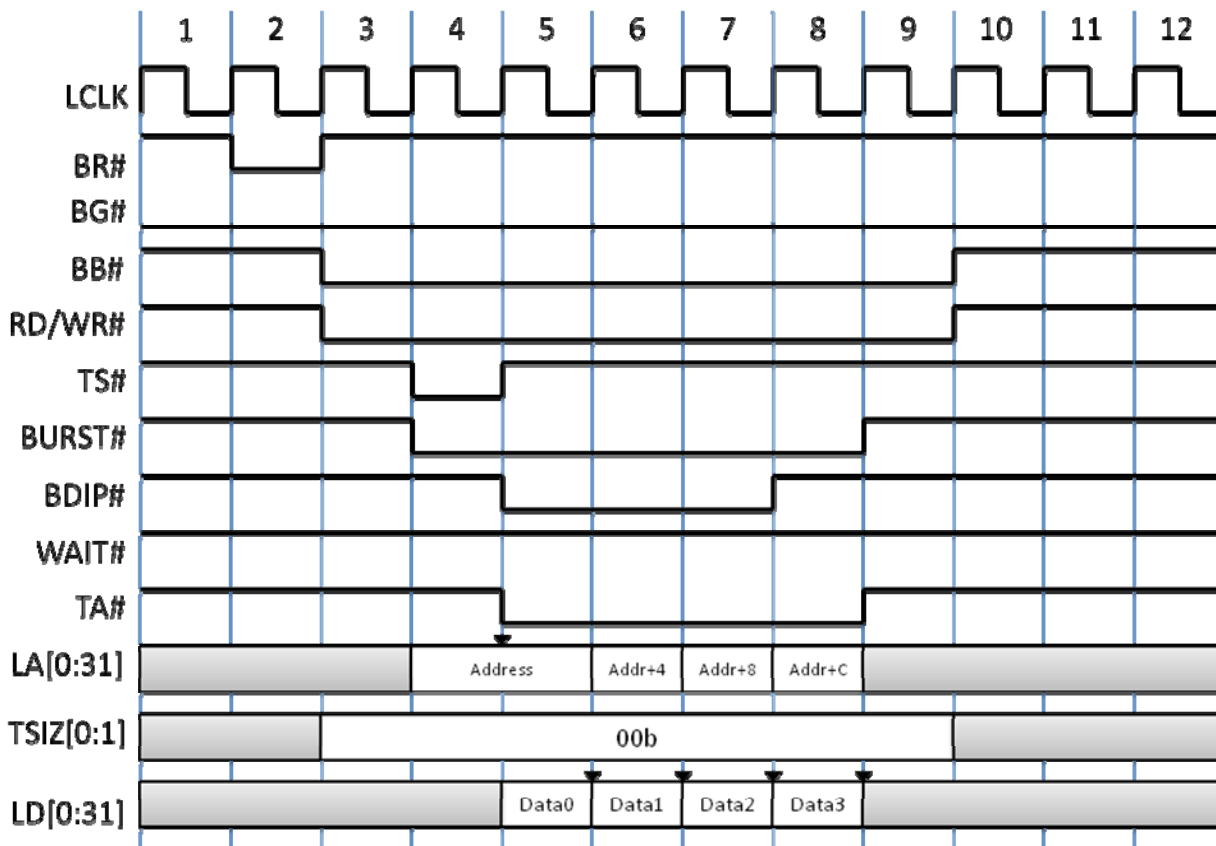 1 2 3 4 5 6 7 8 9 10 11 12
LCLK
BR#
BG#
BB#
RD/WR#
TS#
BURST#
BDIP#
WAIT#
TA#
LA[0:31] Address Addr+4 Addr+8 Addr+C
TSIZ[0:1] 00b
LD[0:31] Data0 Data1 Data2 Data3